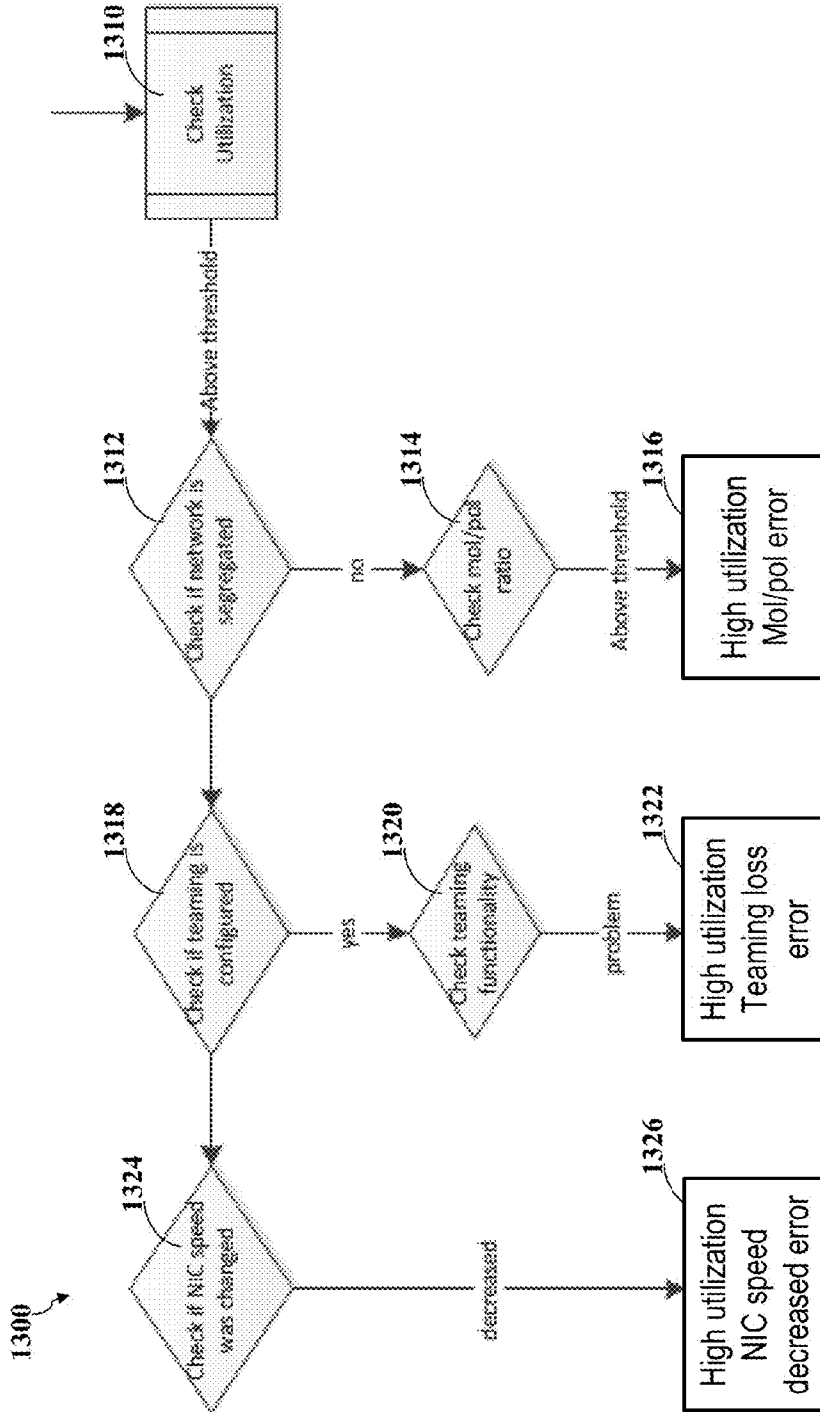 1300
1310
Check
Utilization
Above threshold
1312
Check if network is
segregated
no
1314
Check mol/pol
ratio
Above threshold
1316
High utilization
Mol/pol error
1318
Check if teaming is
configured
yes
1320
Check teaming
functionality
problem
1322
High utilization
Teaming loss
error
1324
Check if NIC speed
was changed
decreased
1326
High utilization
NIC speed
decreased error